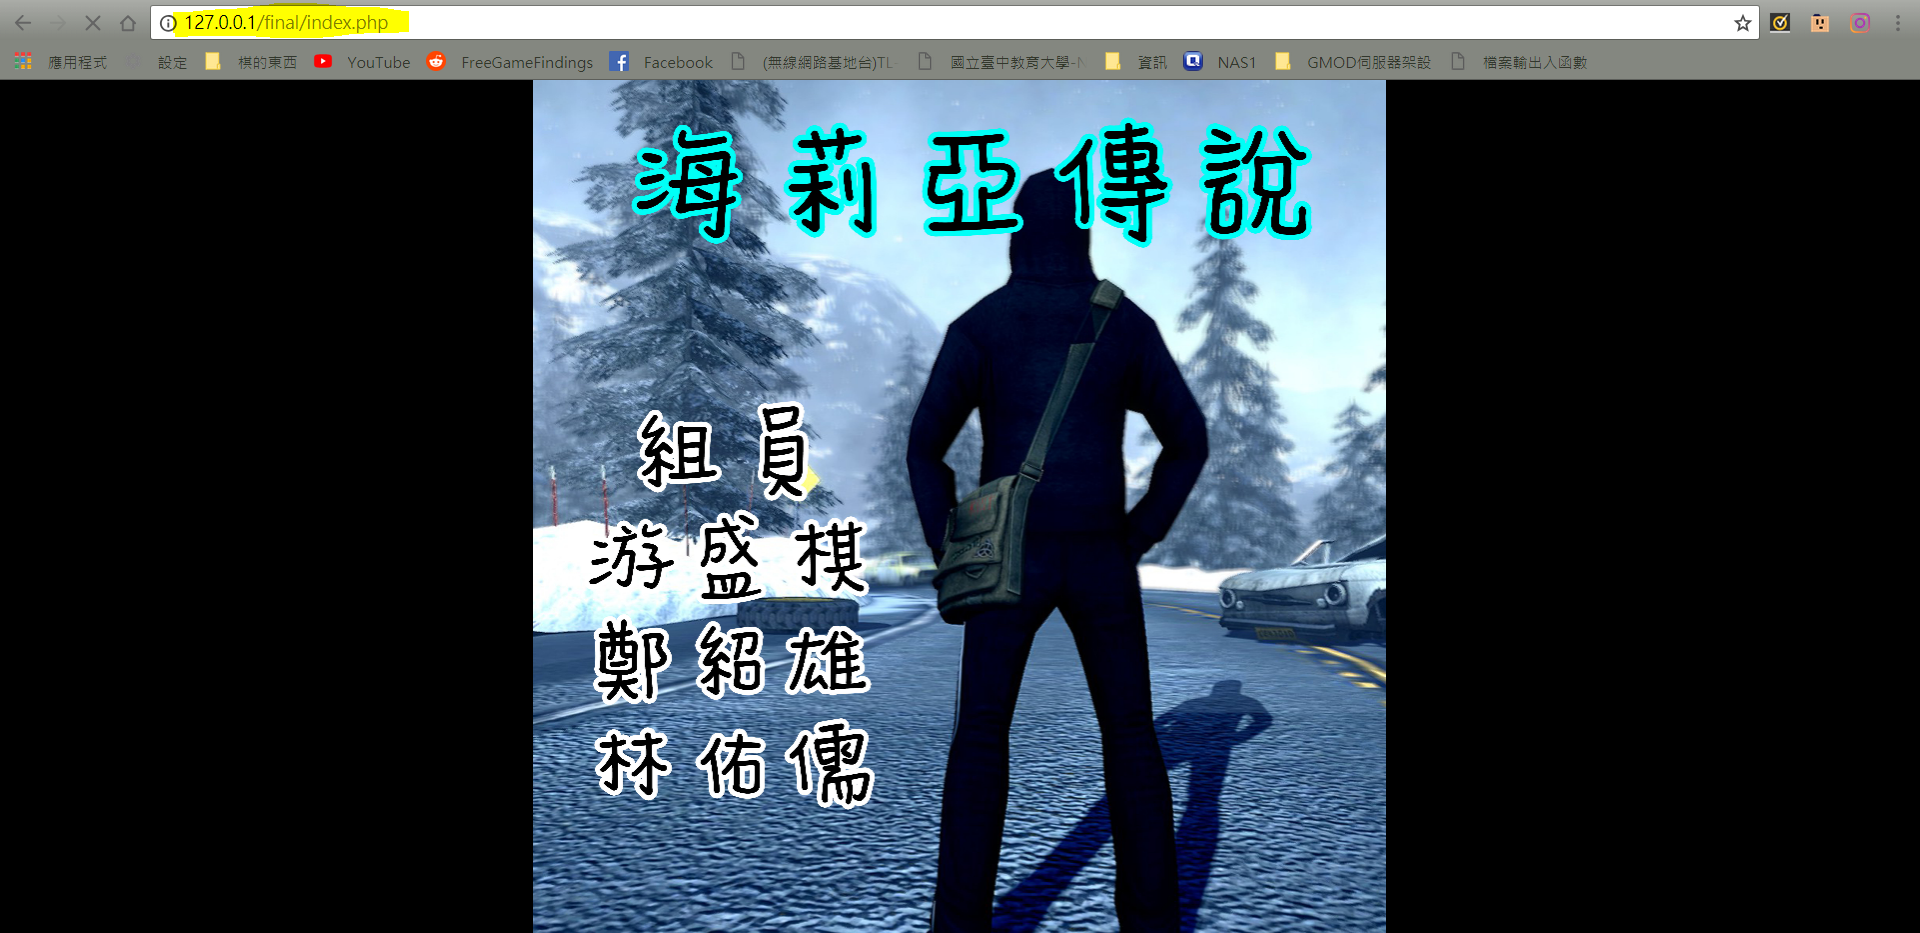 127.0.0.1/final/index.php
應用程式 設定 棋的東西 YouTube FreeGameFindings Facebook (無線網路基地台)TL- 國立臺中教育大學-N 資訊 NAS1 GMOD伺服器架設 檔案輸出入函數
海莉亞傳說
組員
游盛棋
鄭紹雄
林佑儒